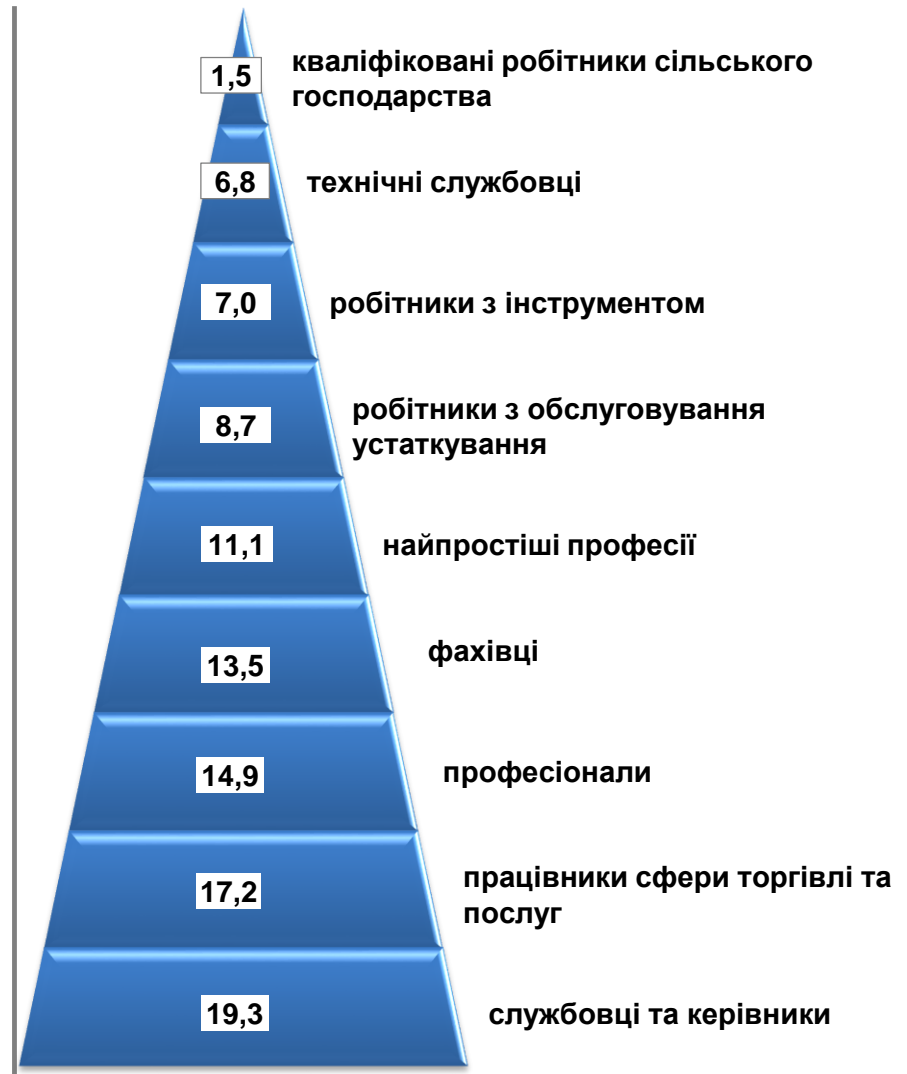 1,5
кваліфіковані робітники сільського
господарства
6,8
технічні службовці
7,0
робітники з інструментом
8,7
робітники з обслуговування
устаткування
11,1
найпростіші професії
13,5
фахівці
14,9
професіонали
17,2
працівники сфери торгівлі та
послуг
19,3
службовці та керівники